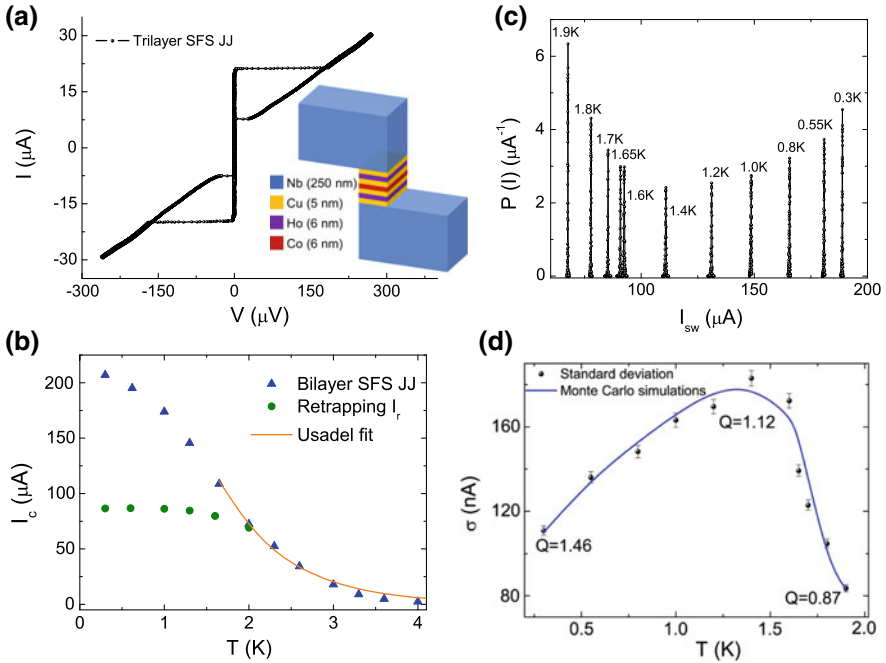 (a)
Trilayer SFS JJ
30
15
0
-15
-30
I (μA)
-300 -150 0 150 300
V (μV)
Nb (250 nm)
Cu (5 nm)
Ho (6 nm)
Co (6 nm)
(c)
P (I) (μA⁻¹)
6
4
2
0
1.9K
1.8K
1.7K
1.65K
1.6K
1.4K
1.2K
1.0K
0.8K
0.55K
0.3K
100 150 200
I_sw (μA)
(b)
200
150
100
50
0
I_c (μA)
Bilayer SFS JJ
Retrapping I_r
Usadel fit
0 1 2 3 4
T (K)
(d)
Standard deviation
Monte Carlo simulations
160
120
80
σ (nA)
Q=1.46
Q=1.12
Q=0.87
0.5 1.0 1.5 2.0
T (K)